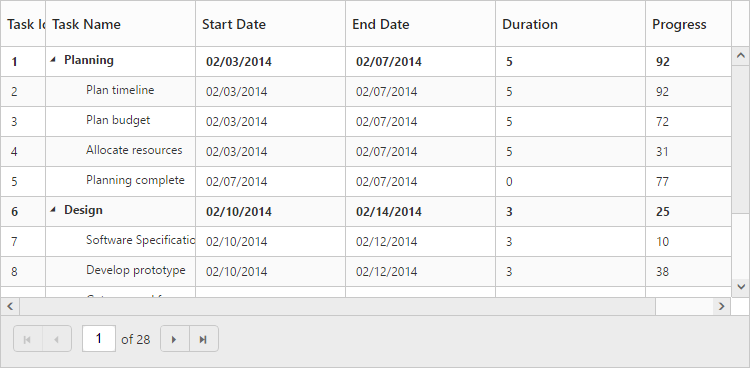 Task Id Task Name Start Date End Date Duration Progress
1 Planning 02/03/2014 02/07/2014 5 92
2 Plan timeline 02/03/2014 02/07/2014 5 92
3 Plan budget 02/03/2014 02/07/2014 5 72
4 Allocate resources 02/03/2014 02/07/2014 5 31
5 Planning complete 02/07/2014 02/07/2014 0 77
6 Design 02/10/2014 02/14/2014 3 25
7 Software Specificatio 02/10/2014 02/12/2014 3 10
8 Develop prototype 02/10/2014 02/12/2014 3 38
1 of 28